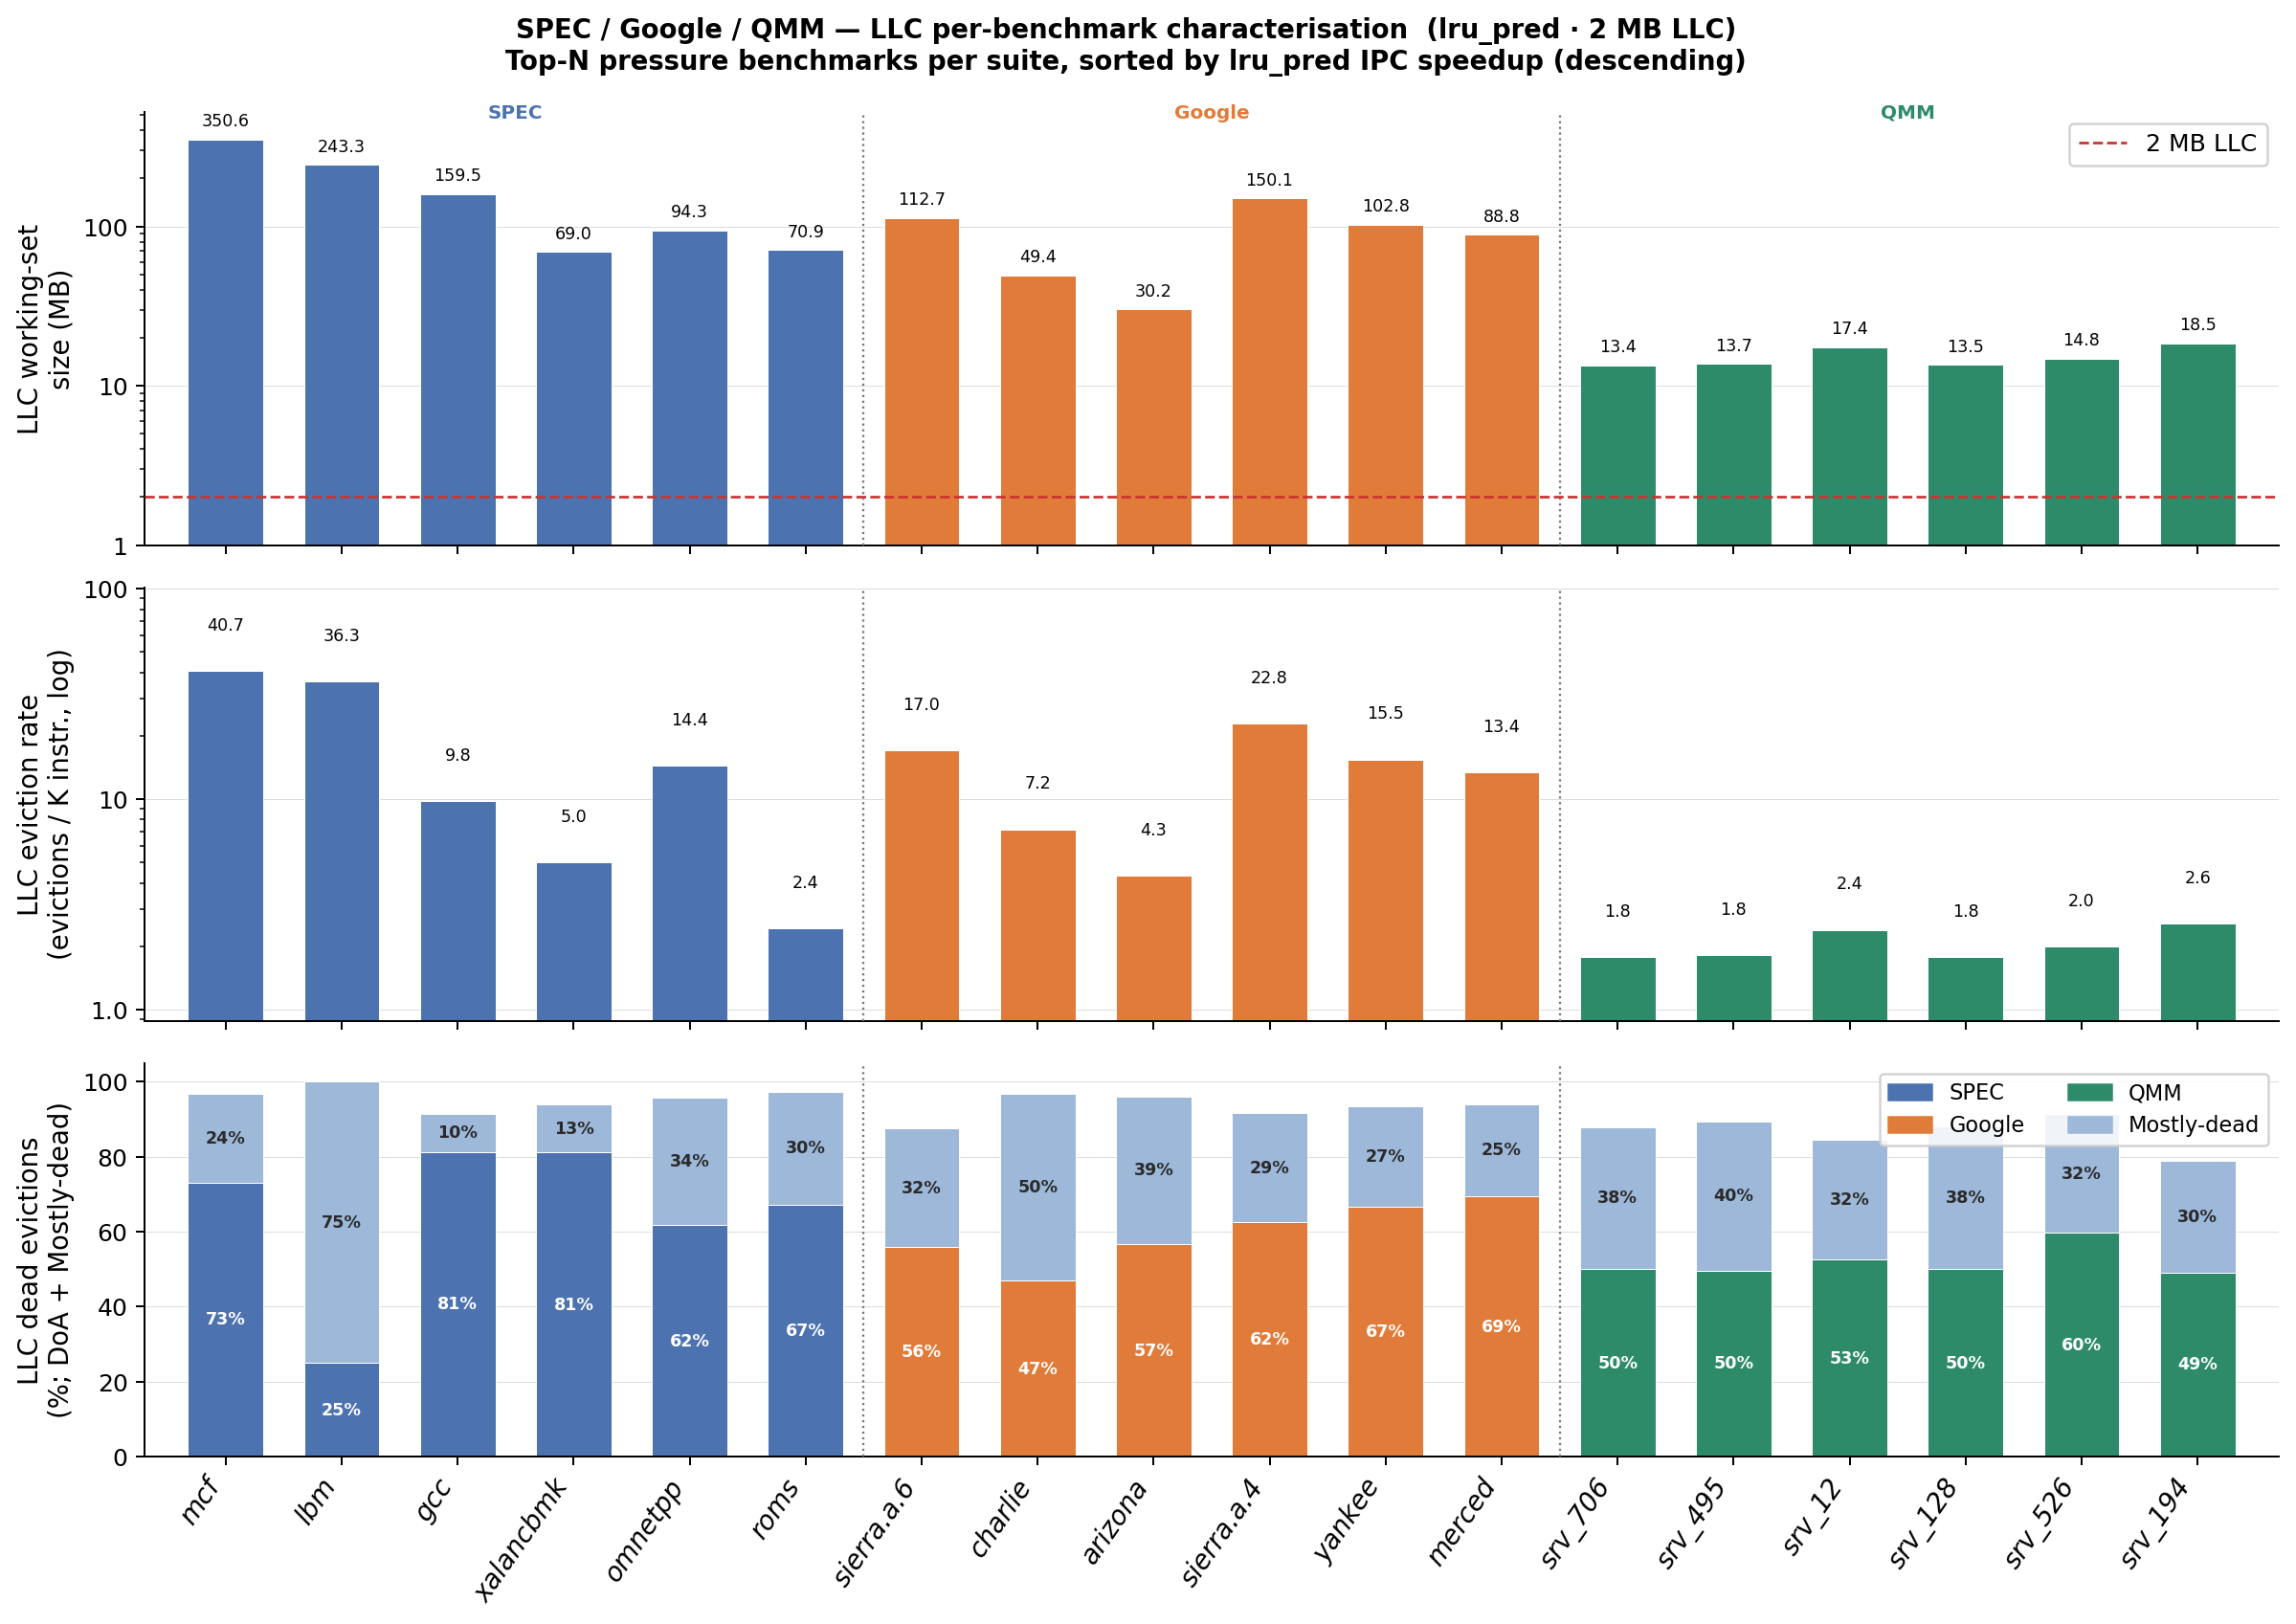 SPEC / Google / QMM — LLC per-benchmark characterisation  (lru_pred · 2 MB LLC)
Top-N pressure benchmarks per suite, sorted by lru_pred IPC speedup (descending)
SPEC
Google
QMM
2 MB LLC
LLC working-set
size (MB)
100
10
1
350.6
243.3
159.5
69.0
94.3
70.9
112.7
49.4
30.2
150.1
102.8
88.8
13.4
13.7
17.4
13.5
14.8
18.5
LLC eviction rate
(evictions / K instr., log)
100
10
1.0
40.7
36.3
9.8
5.0
14.4
2.4
17.0
7.2
4.3
22.8
15.5
13.4
1.8
1.8
2.4
1.8
2.0
2.6
LLC dead evictions
(%; DoA + Mostly-dead)
100
80
60
40
20
0
SPEC
Google
QMM
Mostly-dead
24%
75%
10%
13%
34%
30%
32%
50%
39%
29%
27%
25%
38%
40%
32%
38%
32%
30%
73%
25%
81%
81%
62%
67%
56%
47%
57%
62%
67%
69%
50%
50%
53%
50%
60%
49%
mcf
lbm
gcc
xalancbmk
omnetpp
roms
sierra.a.6
charlie
arizona
sierra.a.4
yankee
merced
srv_706
srv_495
srv_12
srv_128
srv_526
srv_194